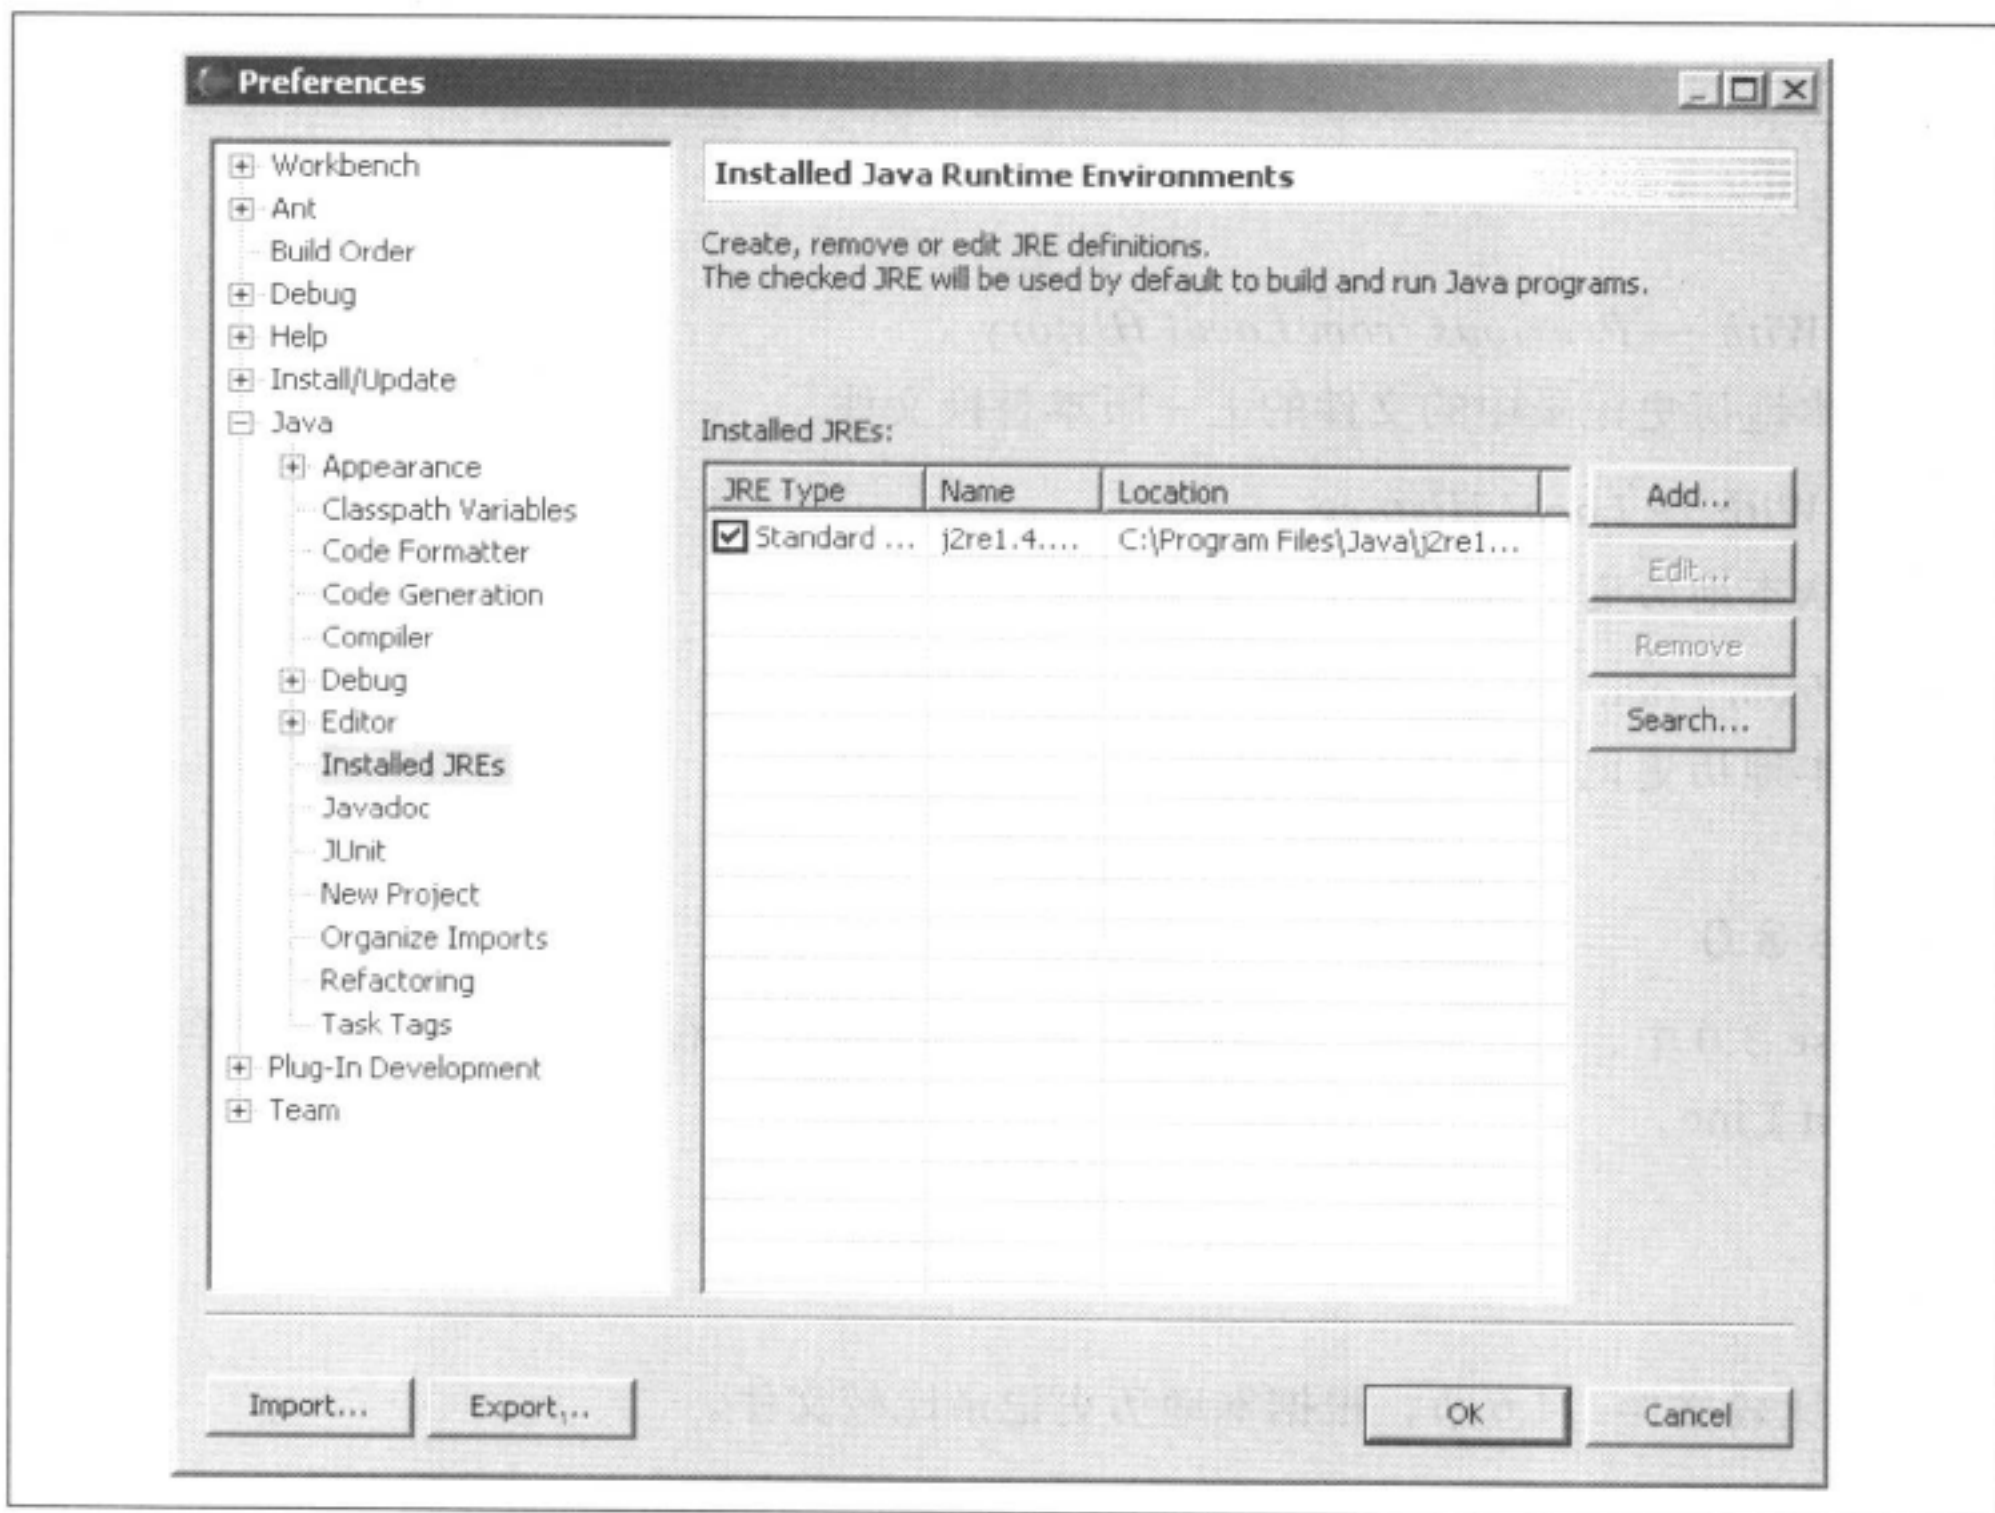 Preferences
Workbench
Ant
Build Order
Debug
Help
Install/Update
Java
Appearance
Classpath Variables
Code Formatter
Code Generation
Compiler
Debug
Editor
Installed JREs
Javadoc
JUnit
New Project
Organize Imports
Refactoring
Task Tags
Plug-In Development
Team
Installed Java Runtime Environments
Create, remove or edit JRE definitions.
The checked JRE will be used by default to build and run Java programs.
Installed JREs:
JRE Type Name Location
Standard ... j2re1.4.... C:\Program Files\Java\j2re1...
Add...
Edit...
Remove
Search...
Import... Export... OK Cancel